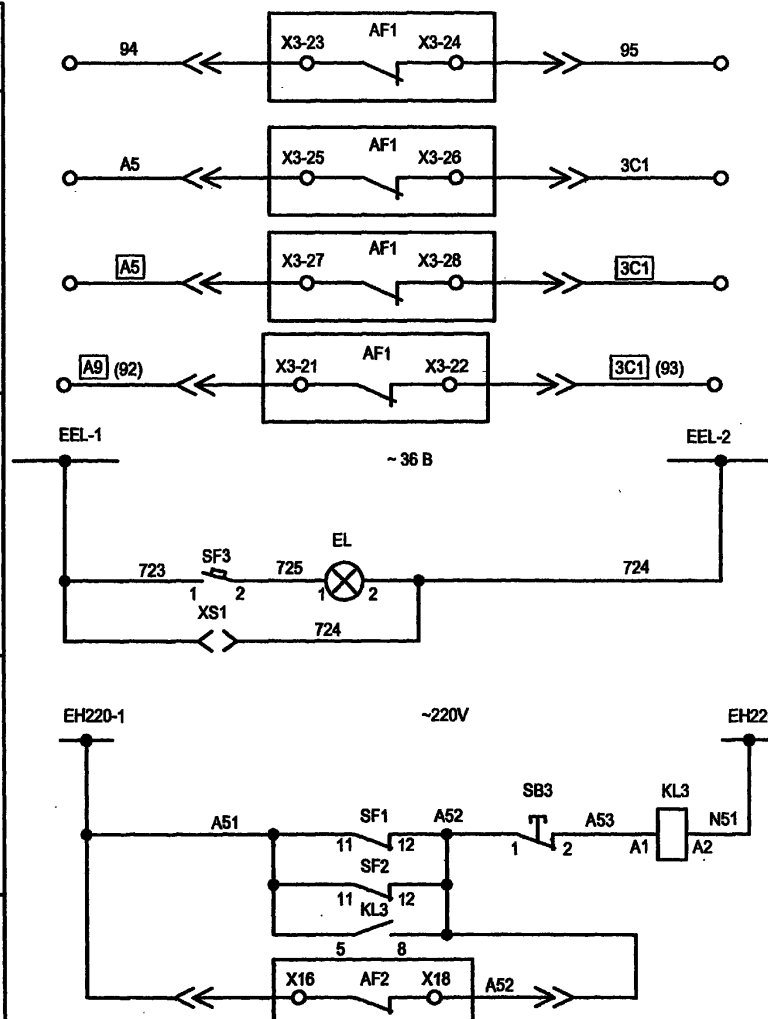 AF1
94 X3-23 X3-24 95
AF1
A5 X3-25 X3-26 3C1
AF1
A5 X3-27 X3-28 3C1
AF1
A9 (92) X3-21 X3-22 3C1 (93)
EEL-1 ~ 36 В EEL-2
723 SF3 725 EL 724
1 2 1 2
XS1
724
EH220-1 ~220V EH22
A51 SF1 A52 SB3 A53 KL3 N51
11 12 1 2 A1 A2
SF2
11 12
KL3
5 8
X16 AF2 X18 A52